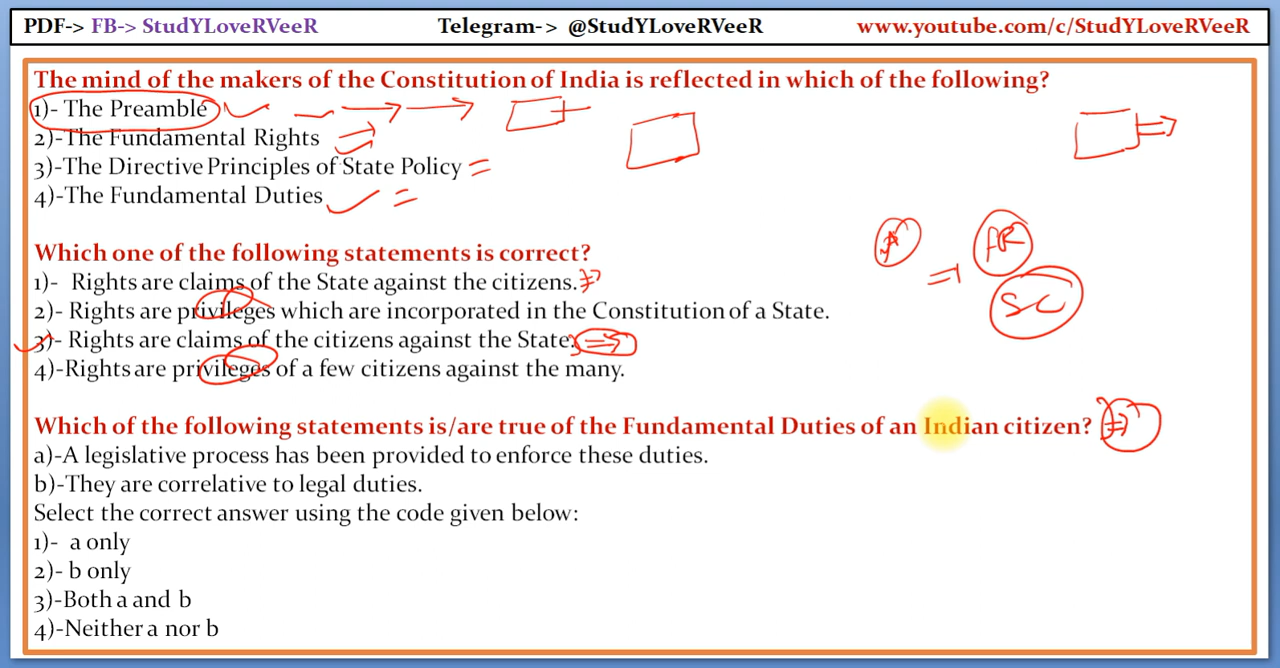 PDF-> FB-> StudYLoveRVeeR Telegram-> @StudYLoveRVeeR www.youtube.com/c/StudYLoveRVeeR
The mind of the makers of the Constitution of India is reflected in which of the following?
1)- The Preamble
2)-The Fundamental Rights
3)-The Directive Principles of State Policy
4)-The Fundamental Duties
Which one of the following statements is correct?
1)- Rights are claims of the State against the citizens.
2)- Rights are privileges which are incorporated in the Constitution of a State.
3)- Rights are claims of the citizens against the State.
4)-Rights are privileges of a few citizens against the many.
AR
SC
Which of the following statements is/are true of the Fundamental Duties of an Indian citizen?
a)-A legislative process has been provided to enforce these duties.
b)-They are correlative to legal duties.
Select the correct answer using the code given below:
1)- a only
2)- b only
3)-Both a and b
4)-Neither a nor b